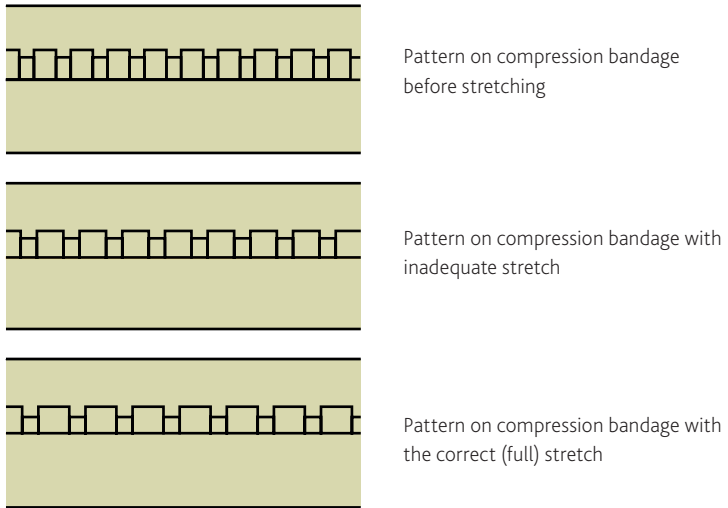 Pattern on compression bandage
before stretching
Pattern on compression bandage with
inadequate stretch
Pattern on compression bandage with
the correct (full) stretch